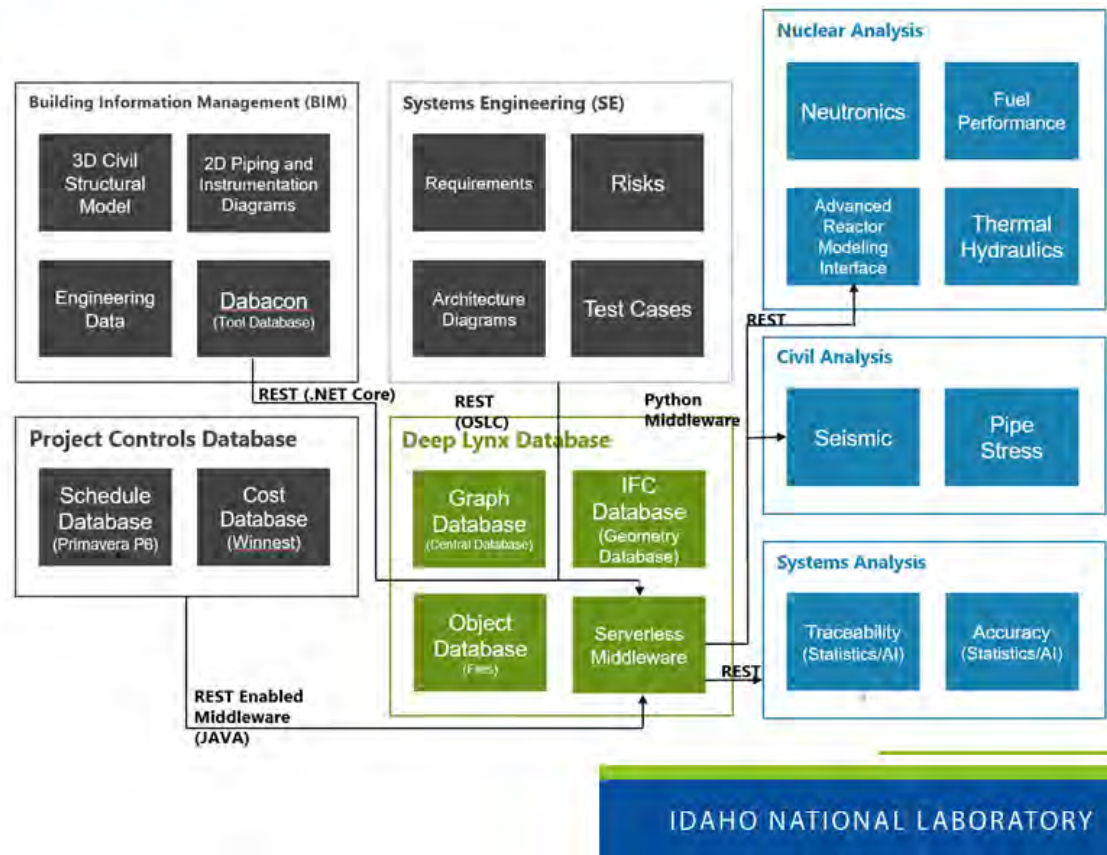 Building Information Management (BIM)
3D Civil
Structural
Model
2D Piping and
Instrumentation
Diagrams
Engineering
Data
Dabacon
(Tool Database)
Systems Engineering (SE)
Requirements
Risks
Architecture
Diagrams
Test Cases
Nuclear Analysis
Neutronics
Fuel
Performance
Advanced
Reactor
Modeling
Interface
Thermal
Hydraulics
REST
REST (.NET Core)
REST
(OSLC)
Python
Middleware
Project Controls Database
Schedule
Database
(Primavera P6)
Cost
Database
(Winnest)
Deep Lynx Database
Graph
Database
(Central Database)
IFC
Database
(Geometry
Database)
Object
Database
(Files)
Serverless
Middleware
Civil Analysis
Seismic
Pipe
Stress
Systems Analysis
Traceability
(Statistics/AI)
Accuracy
(Statistics/AI)
REST
REST Enabled
Middleware
(JAVA)
IDAHO NATIONAL LABORATORY